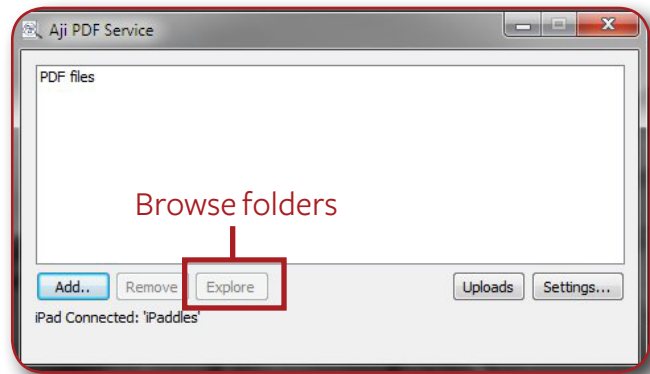 Aji PDF Service
PDF files
Browse folders
Add.. Remove Explore Uploads Settings...
iPad Connected: 'iPaddles'